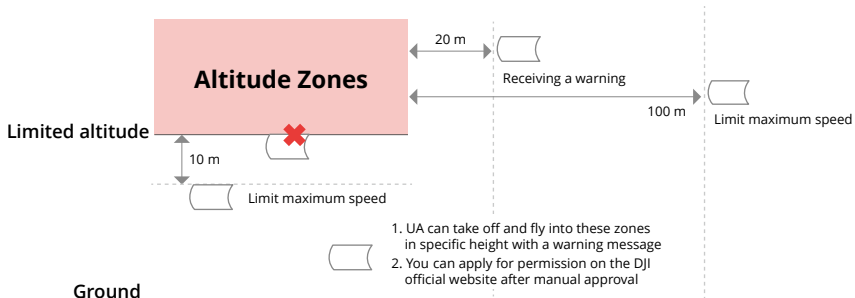 20 m
Altitude Zones
Receiving a warning
100 m
Limit maximum speed
Limited altitude
10 m
Limit maximum speed
1. UA can take off and fly into these zones
in specific height with a warning message
2. You can apply for permission on the DJI
official website after manual approval
Ground